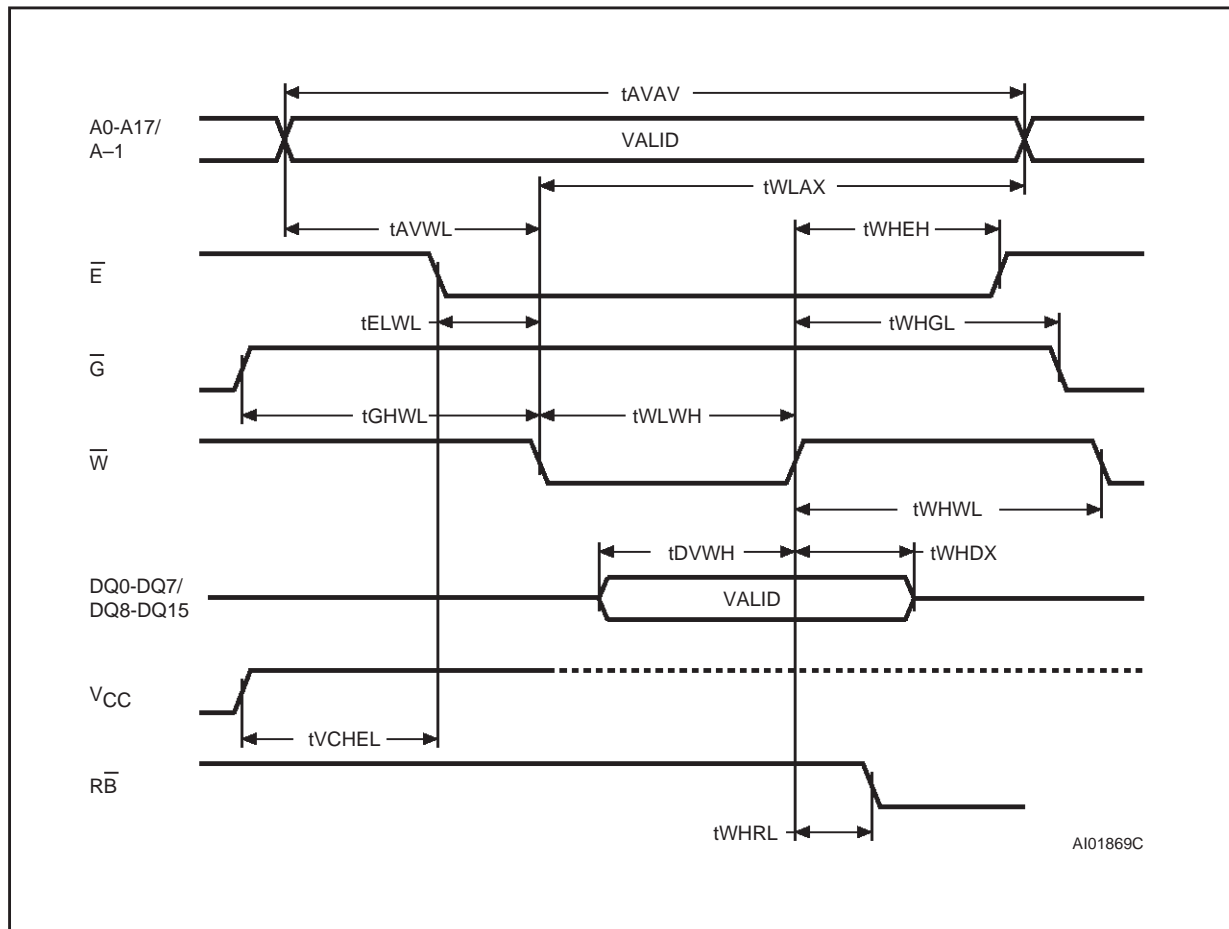 tAVAV
A0-A17/
A–1
VALID
tWLAX
tAVWL
tWHEH
E̅
tELWL
tWHGL
G̅
tGHWL
tWLWH
W̅
tWHWL
tDVWH
tWHDX
DQ0-DQ7/
DQ8-DQ15
VALID
VCC
tVCHEL
RB̅
tWHRL
AI01869C